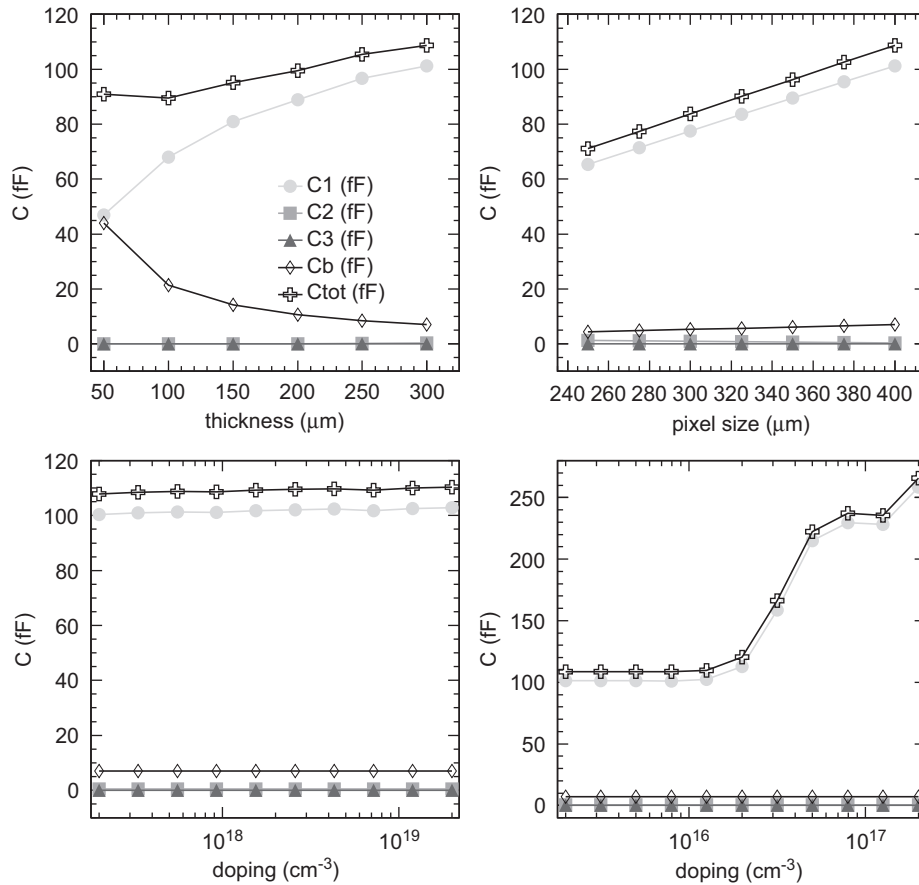 120
100
80
60
40
20
0
C (fF)
C1 (fF)
C2 (fF)
C3 (fF)
Cb (fF)
Ctot (fF)
50 100 150 200 250 300
thickness (μm)
120
100
80
60
40
20
0
C (fF)
240 260 280 300 320 340 360 380 400
pixel size (μm)
120
100
80
60
40
20
0
C (fF)
10^18 10^19
doping (cm^-3)
250
200
150
100
50
0
C (fF)
10^16 10^17
doping (cm^-3)